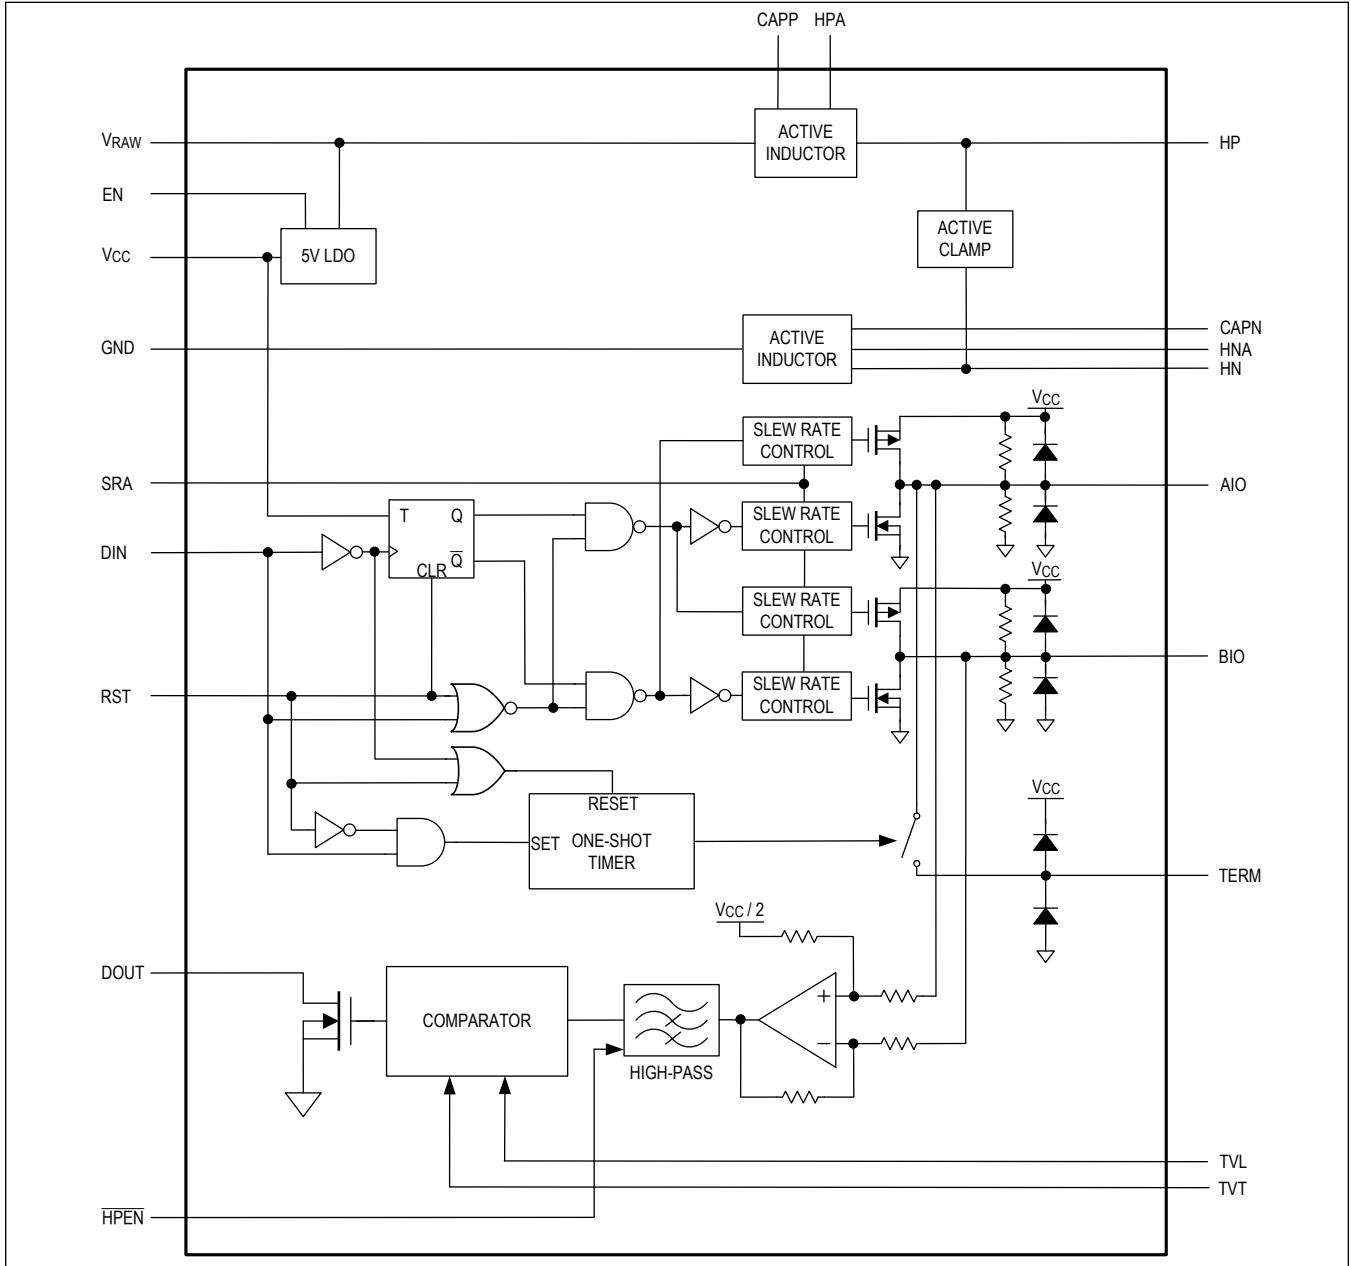 CAPP HPA
VRAW
ACTIVE
INDUCTOR
HP
EN
ACTIVE
CLAMP
VCC
5V LDO
GND
ACTIVE
INDUCTOR
CAPN
HNA
HN
VCC
SLEW RATE
CONTROL
SRA
AIO
T Q
SLEW RATE
CONTROL
DIN
Q̅
CLR
VCC
SLEW RATE
CONTROL
BIO
RST
SLEW RATE
CONTROL
RESET
VCC
SET ONE-SHOT
TIMER
TERM
VCC / 2
DOUT
+
COMPARATOR
−
HIGH-PASS
TVL
TVT
H̅P̅E̅N̅